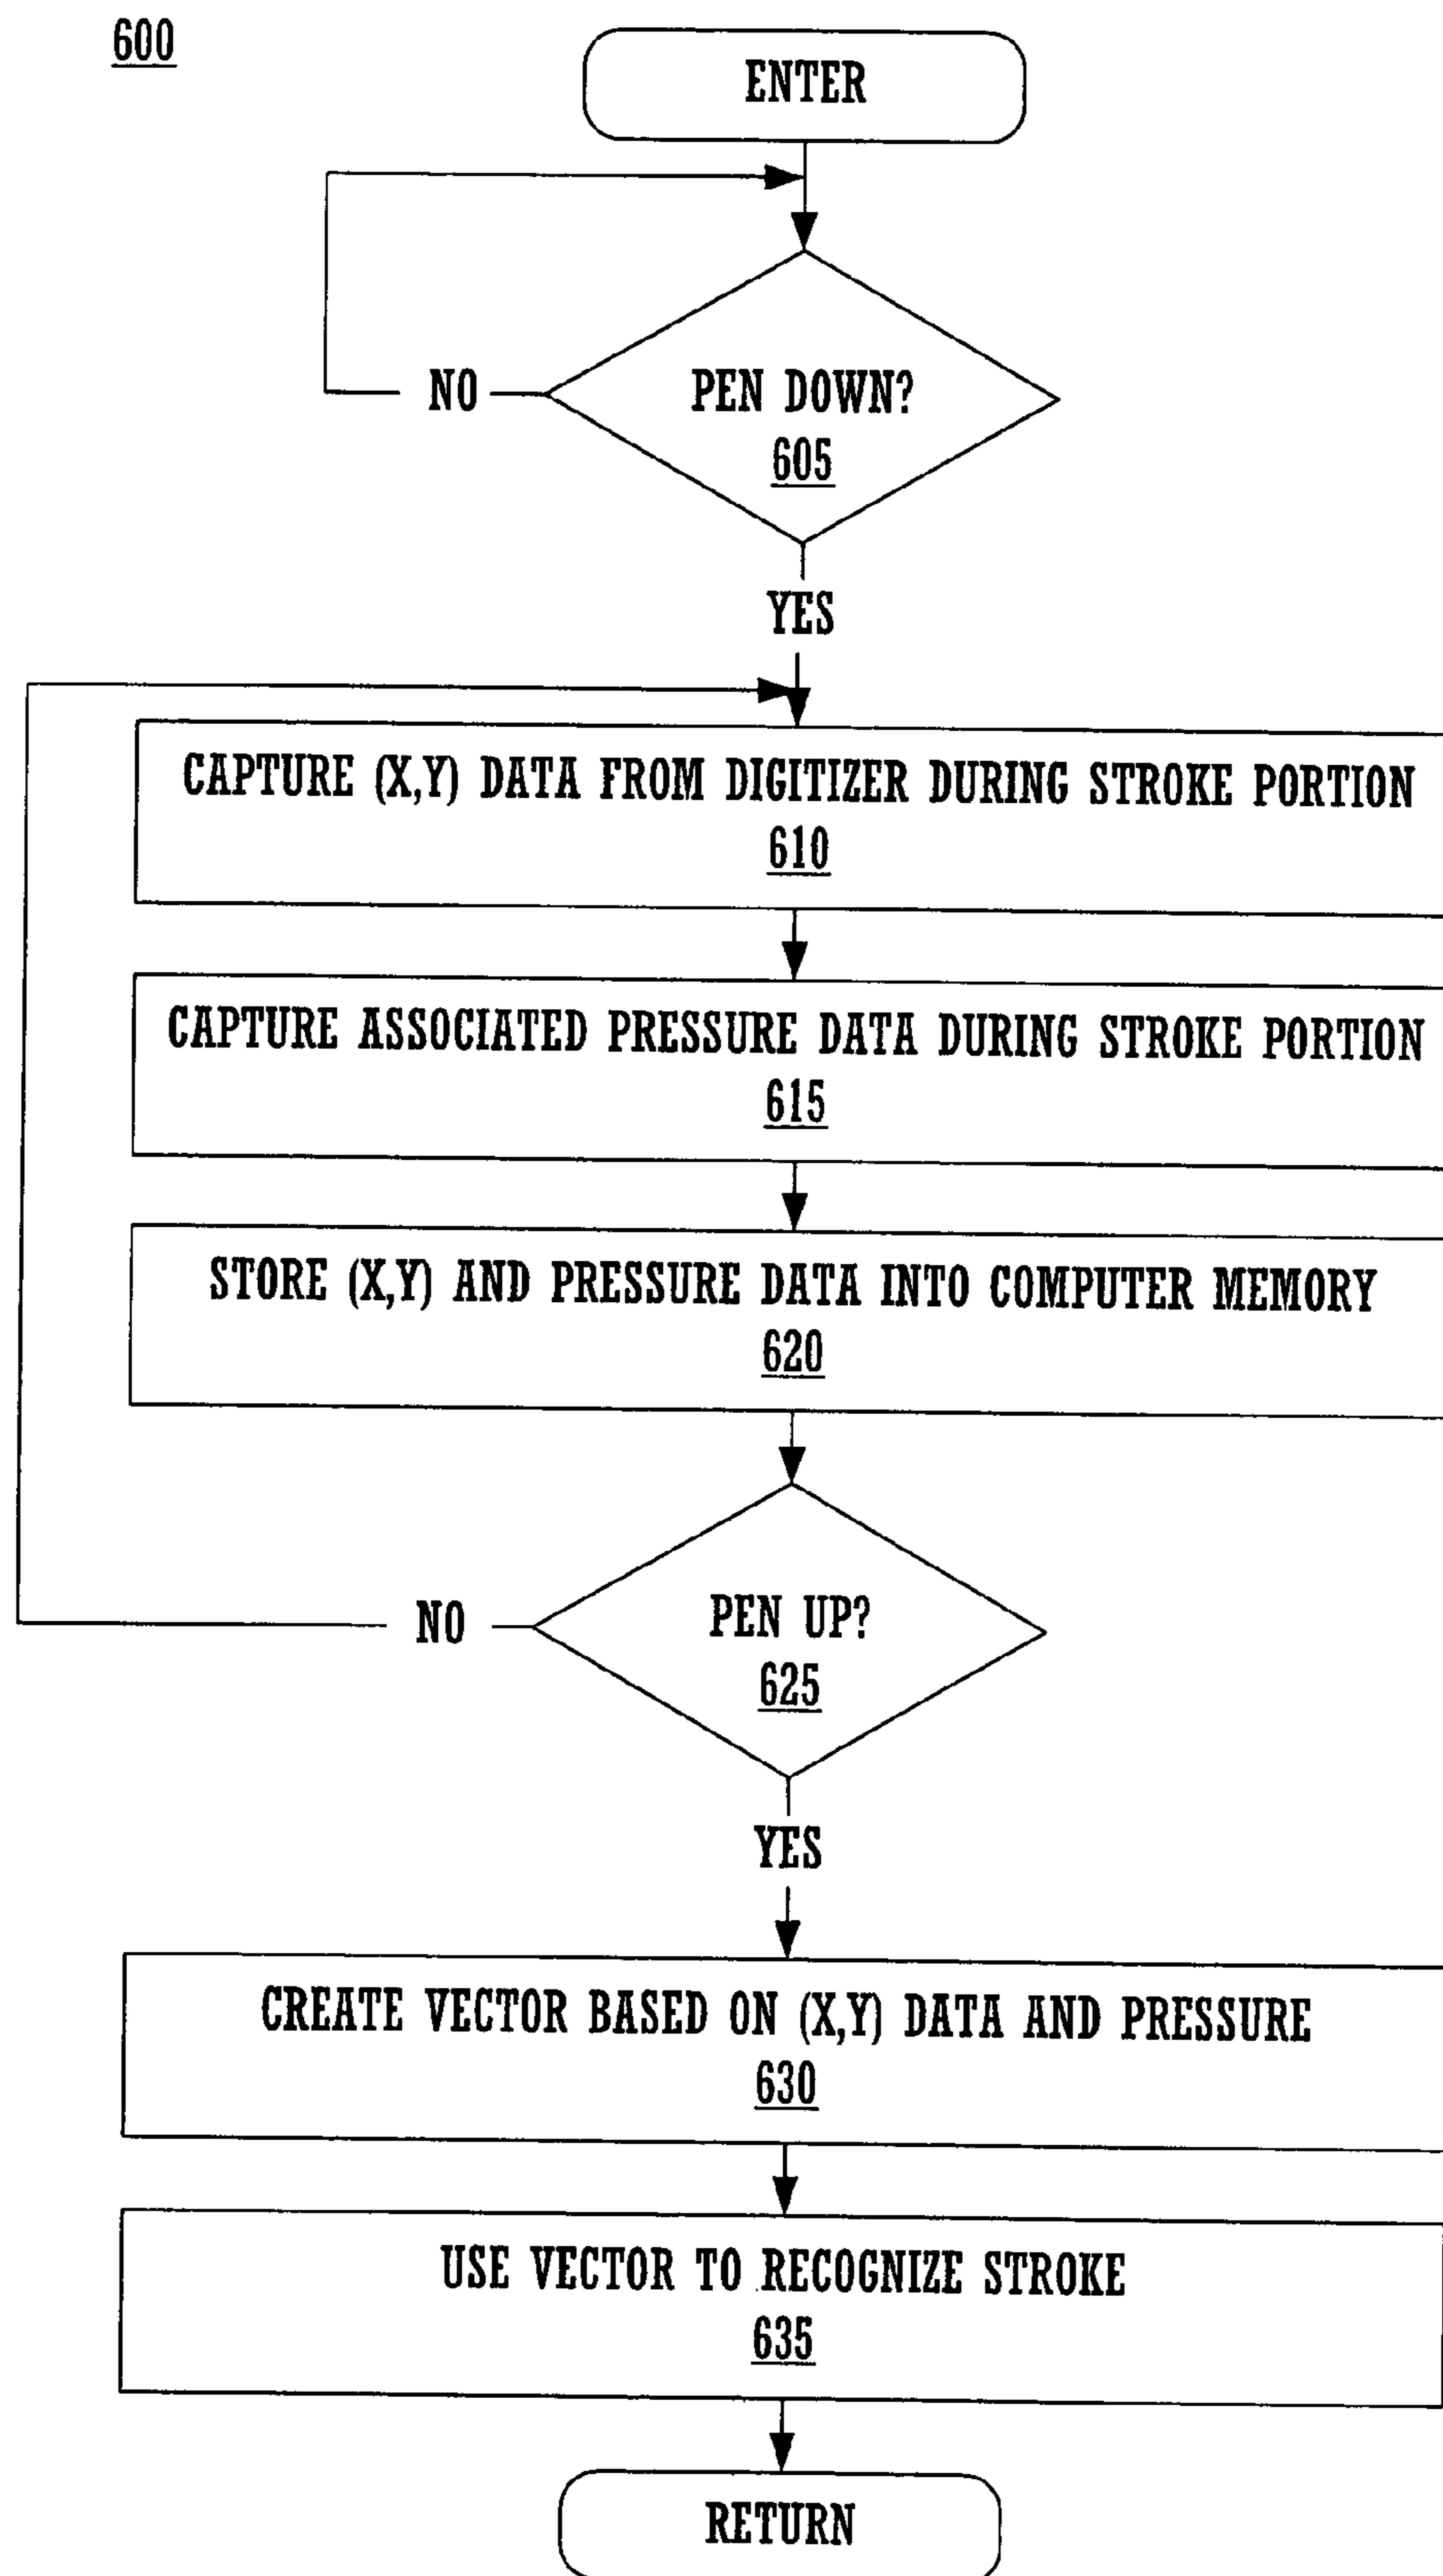 600
ENTER
PEN DOWN?
605
NO
YES
CAPTURE (X,Y) DATA FROM DIGITIZER DURING STROKE PORTION
610
CAPTURE ASSOCIATED PRESSURE DATA DURING STROKE PORTION
615
STORE (X,Y) AND PRESSURE DATA INTO COMPUTER MEMORY
620
PEN UP?
625
NO
YES
CREATE VECTOR BASED ON (X,Y) DATA AND PRESSURE
630
USE VECTOR TO RECOGNIZE STROKE
635
RETURN